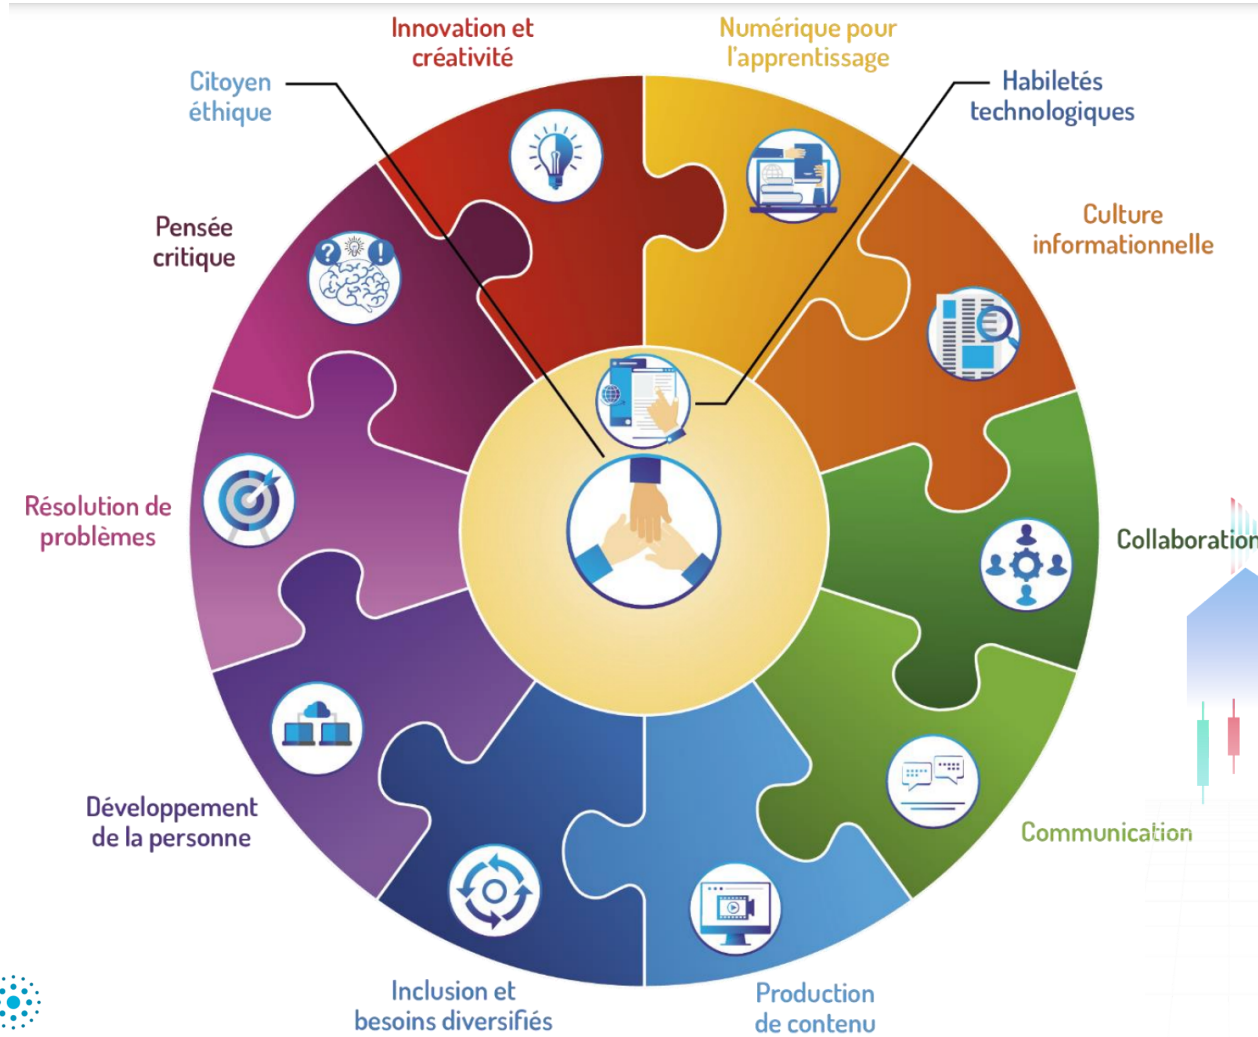 Innovation et
créativité
Numérique pour
l'apprentissage
Citoyen
éthique
Habiletés
technologiques
Culture
informationnelle
Pensée
critique
? !
Résolution de
problèmes
Collaboration
Développement
de la personne
Communication
Inclusion et
besoins diversifiés
Production
de contenu